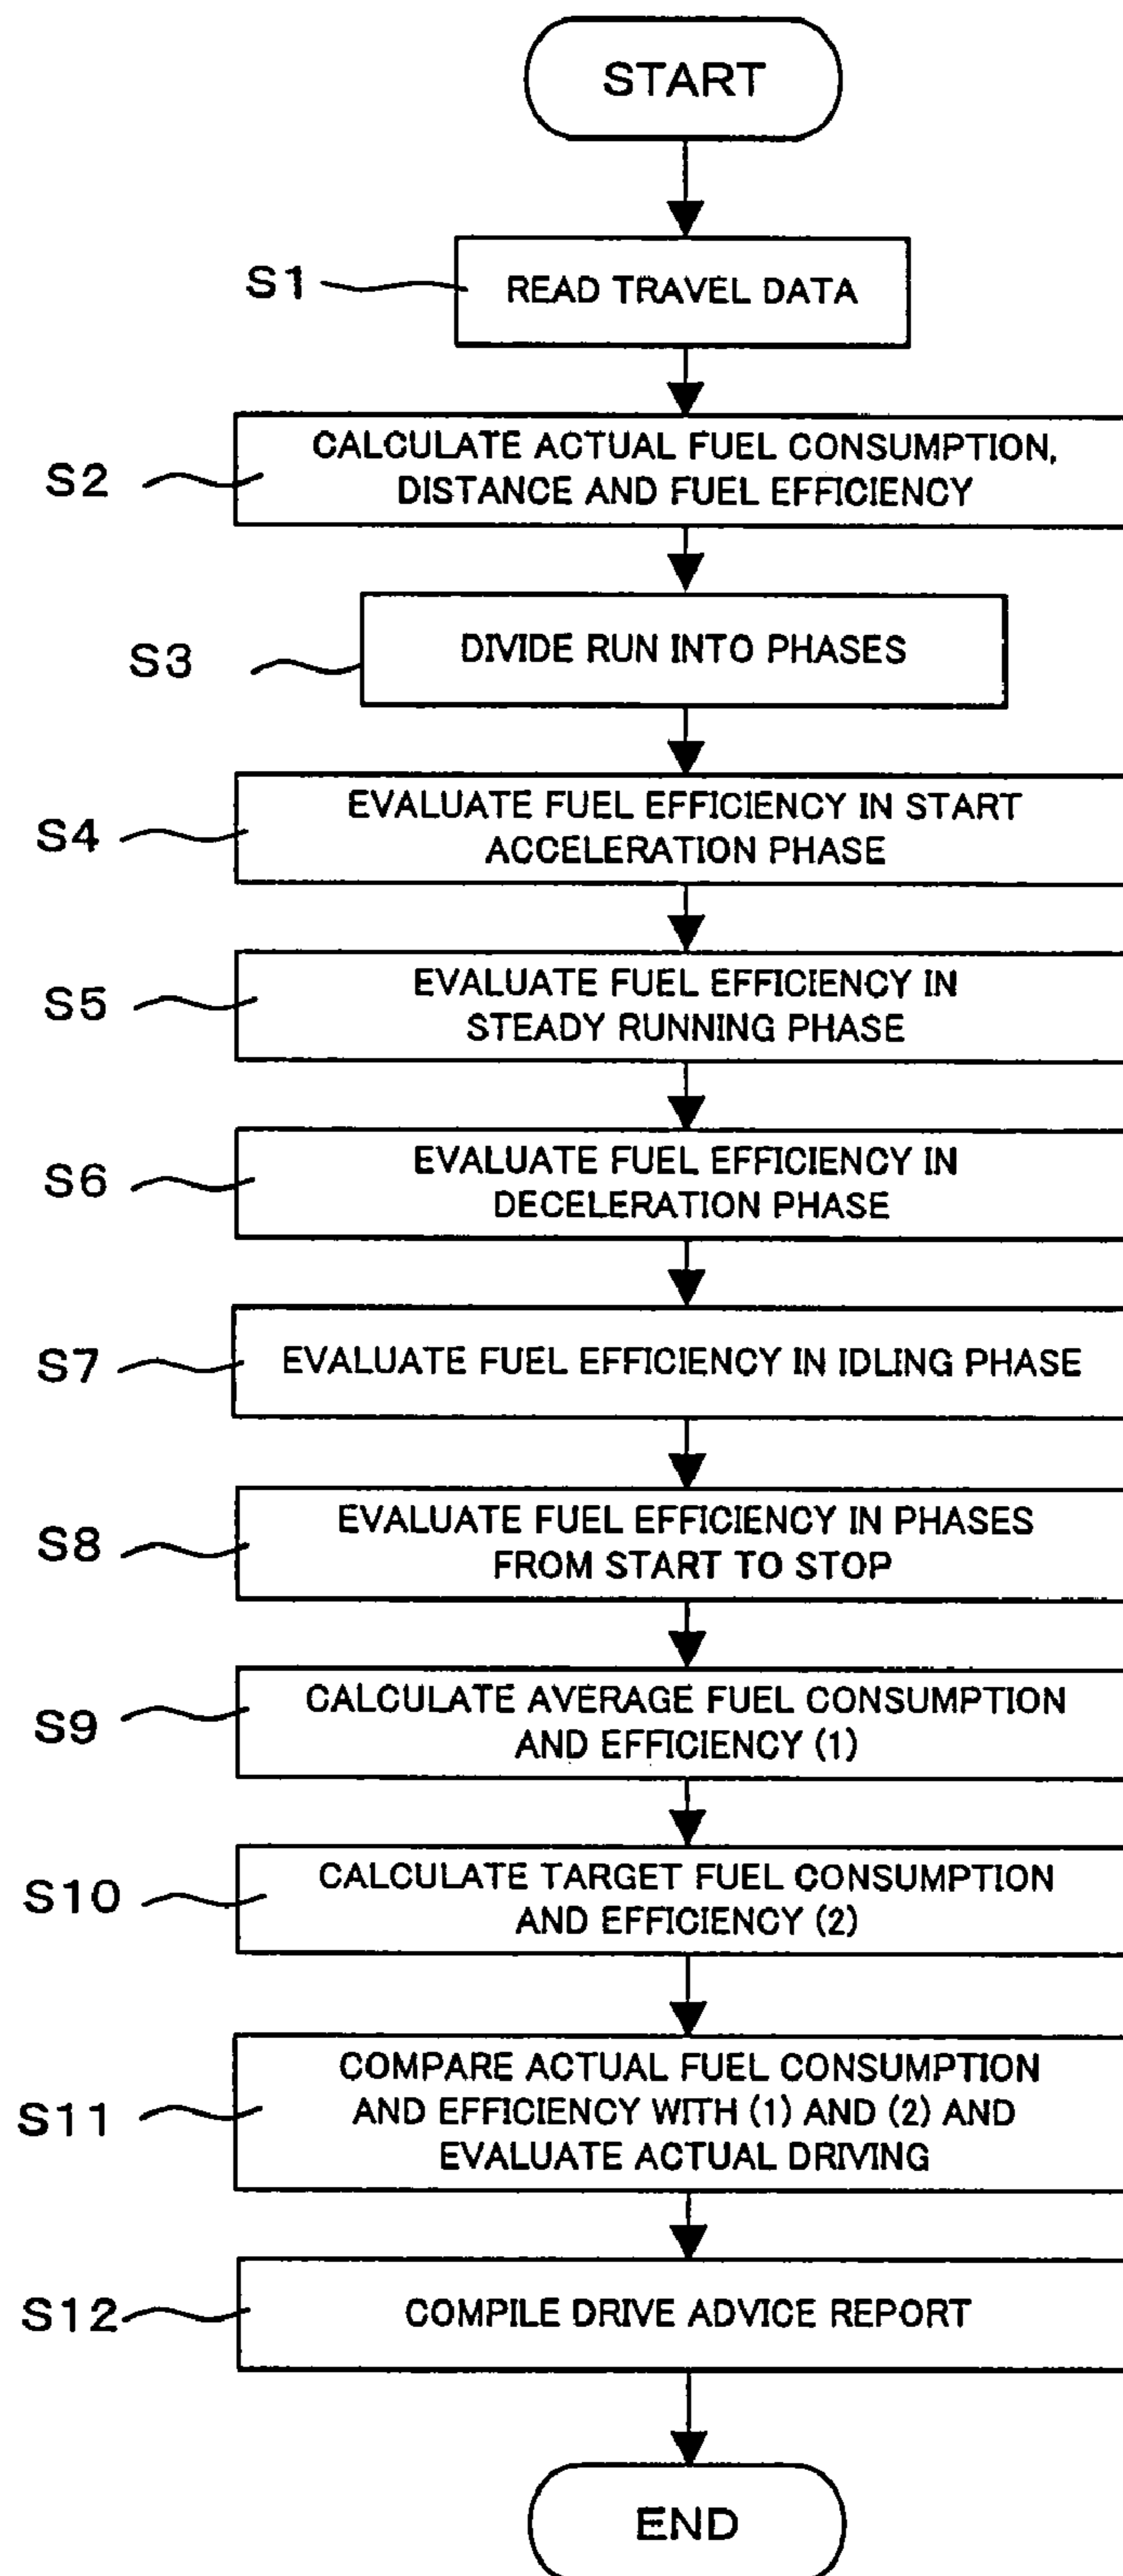 START
S1
READ TRAVEL DATA
S2
CALCULATE ACTUAL FUEL CONSUMPTION,
DISTANCE AND FUEL EFFICIENCY
S3
DIVIDE RUN INTO PHASES
S4
EVALUATE FUEL EFFICIENCY IN START
ACCELERATION PHASE
S5
EVALUATE FUEL EFFICIENCY IN
STEADY RUNNING PHASE
S6
EVALUATE FUEL EFFICIENCY IN
DECELERATION PHASE
S7
EVALUATE FUEL EFFICIENCY IN IDLING PHASE
S8
EVALUATE FUEL EFFICIENCY IN PHASES
FROM START TO STOP
S9
CALCULATE AVERAGE FUEL CONSUMPTION
AND EFFICIENCY (1)
S10
CALCULATE TARGET FUEL CONSUMPTION
AND EFFICIENCY (2)
S11
COMPARE ACTUAL FUEL CONSUMPTION
AND EFFICIENCY WITH (1) AND (2) AND
EVALUATE ACTUAL DRIVING
S12
COMPILE DRIVE ADVICE REPORT
END